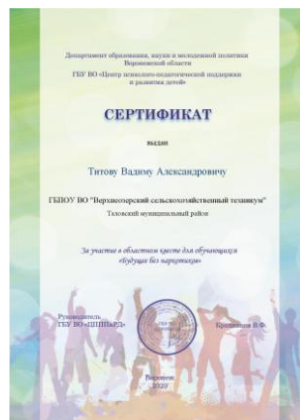 Департамент образования, науки и молодежной политики
Воронежской области
ГБУ ВО «Центр психолого-педагогической поддержки
и развития детей»
СЕРТИФИКАТ
выдан
Титову Вадиму Александровичу
ГБПОУ ВО "Верхнеозерский сельскохозяйственный техникум"
Таловский муниципальный район
За участие в областном квесте для обучающихся
«Будущее без наркотиков»
Руководитель
ГБУ ВО «ЦППиРД»
В.Ф.
Воронеж
2020